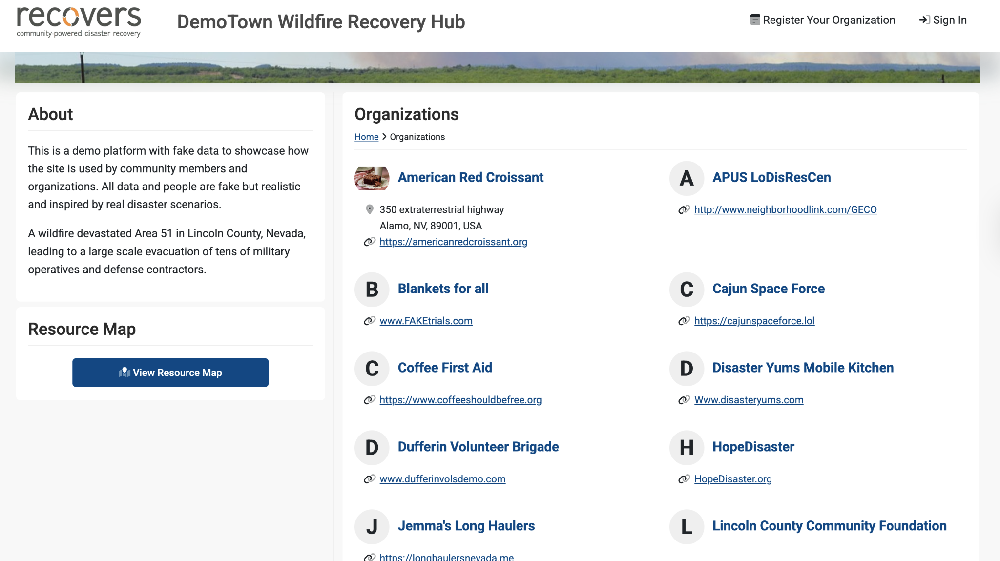 recovers
community-powered disaster recovery
DemoTown Wildfire Recovery Hub
Register Your Organization
Sign In
About
This is a demo platform with fake data to showcase how
the site is used by community members and
organizations. All data and people are fake but realistic
and inspired by real disaster scenarios.
A wildfire devastated Area 51 in Lincoln County, Nevada,
leading to a large scale evacuation of tens of military
operatives and defense contractors.
Resource Map
View Resource Map
Organizations
Home > Organizations
American Red Croissant
350 extraterrestrial highway
Alamo, NV, 89001, USA
https://americanredcroissant.org
A
APUS LoDisResCen
http://www.neighborhoodlink.com/GECO
B
Blankets for all
www.FAKEtrials.com
C
Cajun Space Force
https://cajunspaceforce.lol
C
Coffee First Aid
https://www.coffeeshouldbefree.org
D
Disaster Yums Mobile Kitchen
Www.disasteryums.com
D
Dufferin Volunteer Brigade
www.dufferinvolsdemo.com
H
HopeDisaster
HopeDisaster.org
J
Jemma's Long Haulers
https://longhaulersnevada.me
L
Lincoln County Community Foundation